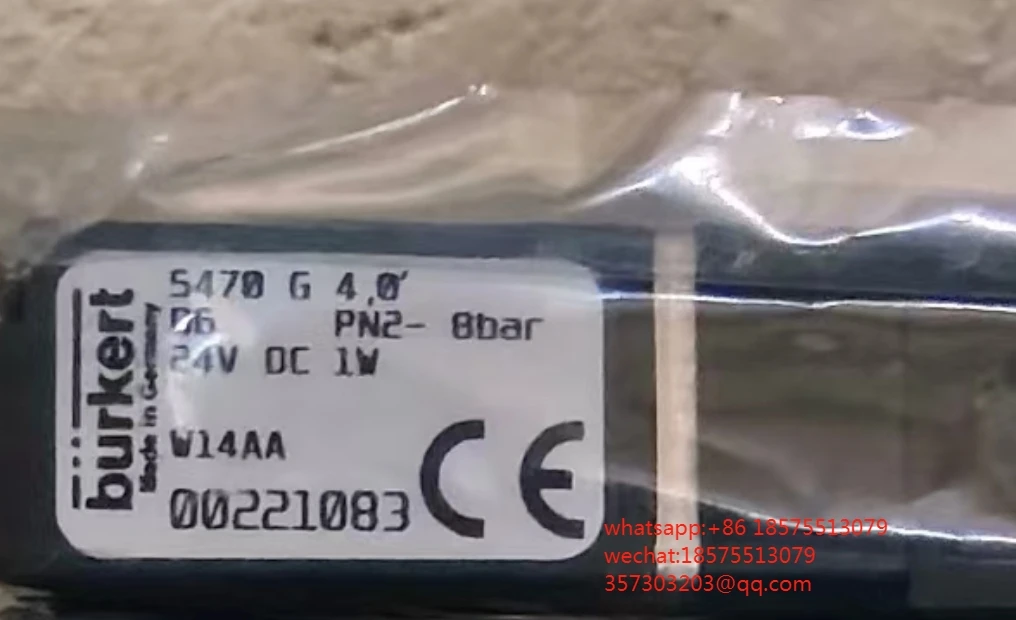 bürkert
Made in Germany
5470 G 4,0'
D6 PN2- 8bar
24V DC 1W
W14AA
00221083
CE
whatsapp:+86 18575513079
wechat:18575513079
357303203@qq.com